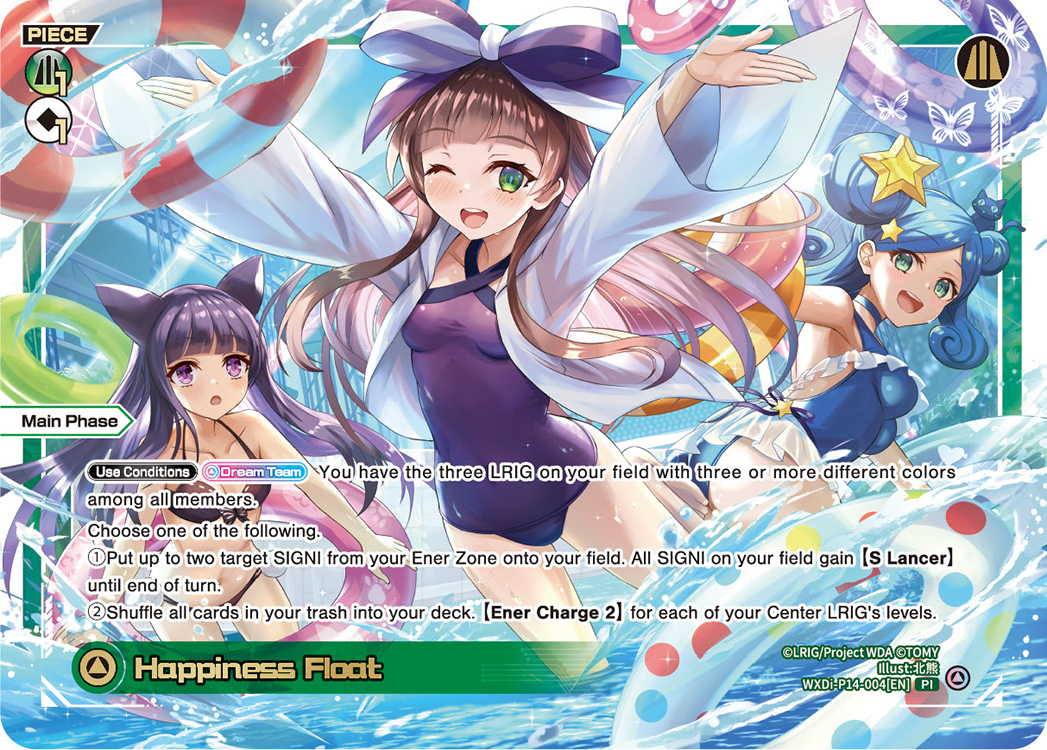 PIECE
1
1
Main Phase
Use Conditions Dream Team You have the three LRIG on your field with three or more different colors
among all members.
Choose one of the following.
①Put up to two target SIGNI from your Ener Zone onto your field. All SIGNI on your field gain【S Lancer】
until end of turn.
②Shuffle all cards in your trash into your deck.【Ener Charge 2】for each of your Center LRIG's levels.
Happiness Float
©LRIG/Project WDA ©TOMY
Illust:北熊
WXDi-P14-004[EN] PI